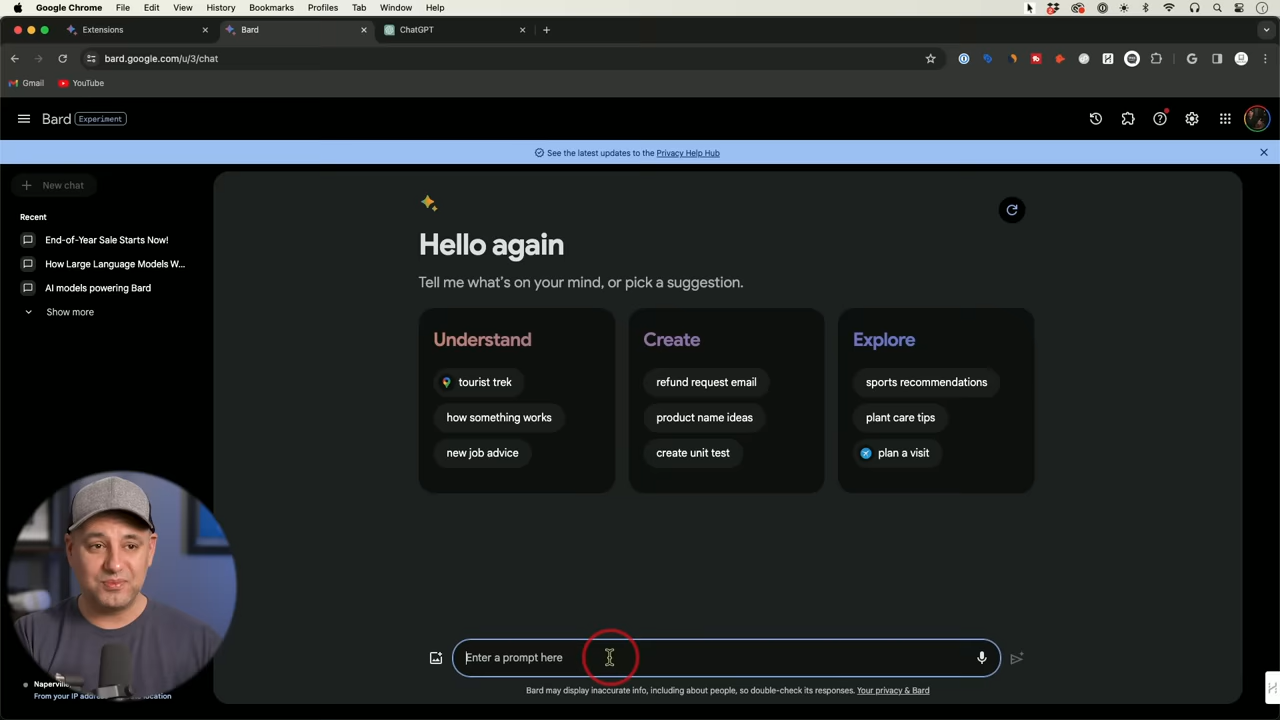 Google Chrome File Edit View History Bookmarks Profiles Tab Window Help
Extensions
Bard
ChatGPT
bard.google.com/u/3/chat
Gmail
YouTube
Bard Experiment
See the latest updates to the Privacy Help Hub
New chat
Recent
End-of-Year Sale Starts Now!
How Large Language Models W...
AI models powering Bard
Show more
Hello again
Tell me what's on your mind, or pick a suggestion.
Understand
tourist trek
how something works
new job advice
Create
refund request email
product name ideas
create unit test
Explore
sports recommendations
plant care tips
plan a visit
Enter a prompt here
Bard may display inaccurate info, including about people, so double-check its responses. Your privacy & Bard
From your IP